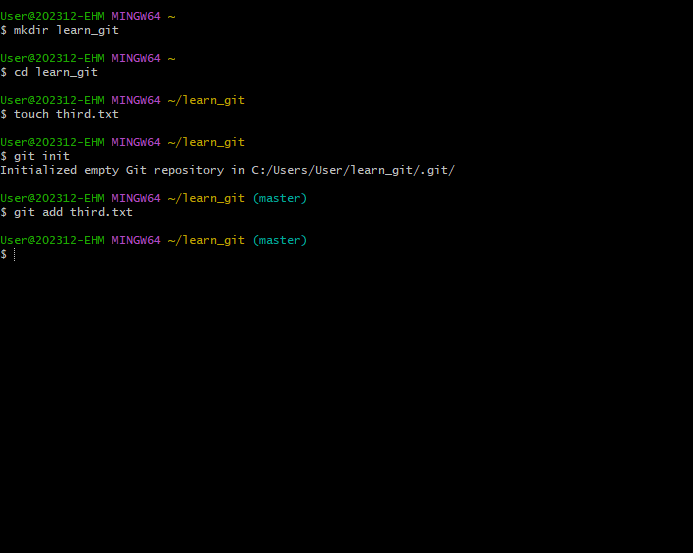 User@202312-EHM MINGW64 ~
$ mkdir learn_git
User@202312-EHM MINGW64 ~
$ cd learn_git
User@202312-EHM MINGW64 ~/learn_git
$ touch third.txt
User@202312-EHM MINGW64 ~/learn_git
$ git init
Initialized empty Git repository in C:/Users/User/learn_git/.git/
User@202312-EHM MINGW64 ~/learn_git (master)
$ git add third.txt
User@202312-EHM MINGW64 ~/learn_git (master)
$